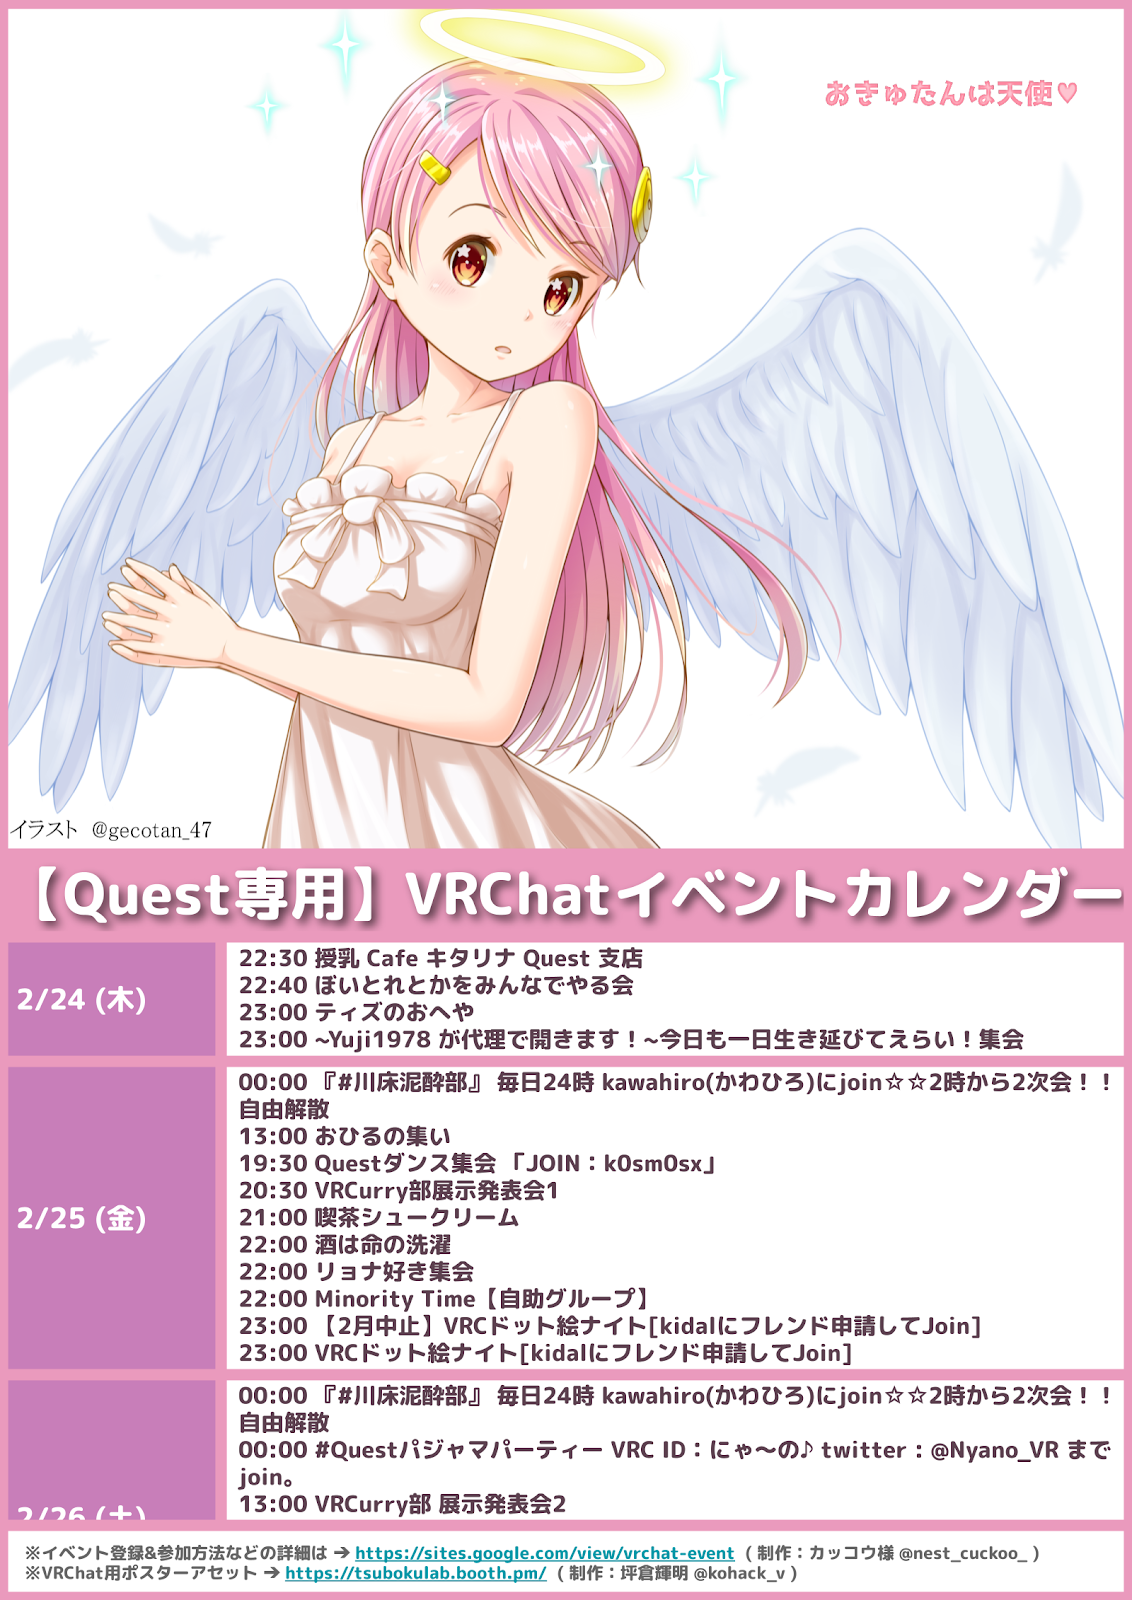 おきゅたんは天使♥
イラスト @gecotan_47
【Quest専用】VRChatイベントカレンダー
2/24 (木)
22:30 授乳 Cafe キタリナ Quest 支店
22:40 ぼいとれとかをみんなでやる会
23:00 ティズのおへや
23:00 ~Yuji1978 が代理で開きます！~今日も一日生き延びてえらい！集会
2/25 (金)
00:00 『#川床泥酔部』 毎日24時 kawahiro(かわひろ)にjoin☆☆2時から2次会！！
自由解散
13:00 おひるの集い
19:30 Questダンス集会 「JOIN：k0sm0sx」
20:30 VRCurry部展示発表会1
21:00 喫茶シュークリーム
22:00 酒は命の洗濯
22:00 リョナ好き集会
22:00 Minority Time【自助グループ】
23:00 【2月中止】VRCドット絵ナイト[kidalにフレンド申請してJoin]
23:00 VRCドット絵ナイト[kidalにフレンド申請してJoin]
2/26 (土)
00:00 『#川床泥酔部』 毎日24時 kawahiro(かわひろ)にjoin☆☆2時から2次会！！
自由解散
00:00 #Questパジャマパーティー VRC ID：にゃ〜の♪ twitter：@Nyano_VR まで
join。
13:00 VRCurry部 展示発表会2
※イベント登録&参加方法などの詳細は → https://sites.google.com/view/vrchat-event ( 制作：カッコウ様 @nest_cuckoo_ )
※VRChat用ポスターアセット → https://tsubokulab.booth.pm/ ( 制作：坪倉輝明 @kohack_v )